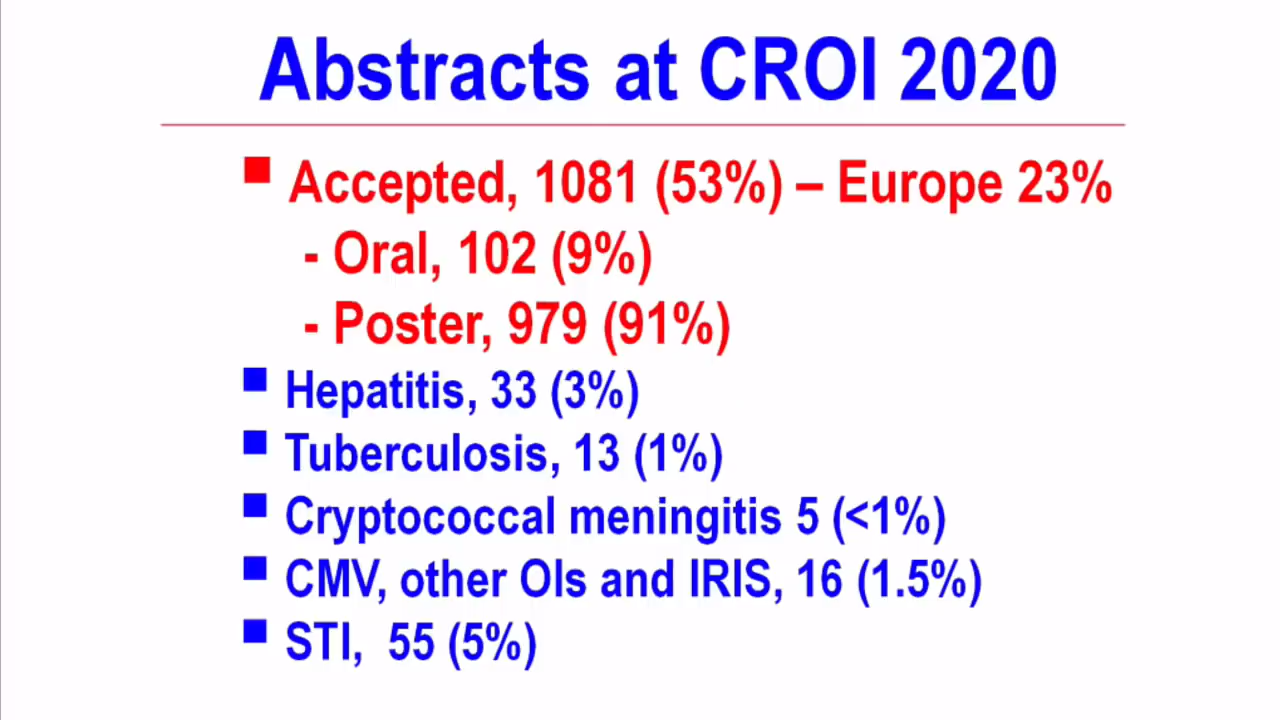 Abstracts at CROI 2020
▪ Accepted, 1081 (53%) – Europe 23%
- Oral, 102 (9%)
- Poster, 979 (91%)
▪ Hepatitis, 33 (3%)
▪ Tuberculosis, 13 (1%)
▪ Cryptococcal meningitis 5 (<1%)
▪ CMV, other OIs and IRIS, 16 (1.5%)
▪ STI,  55 (5%)